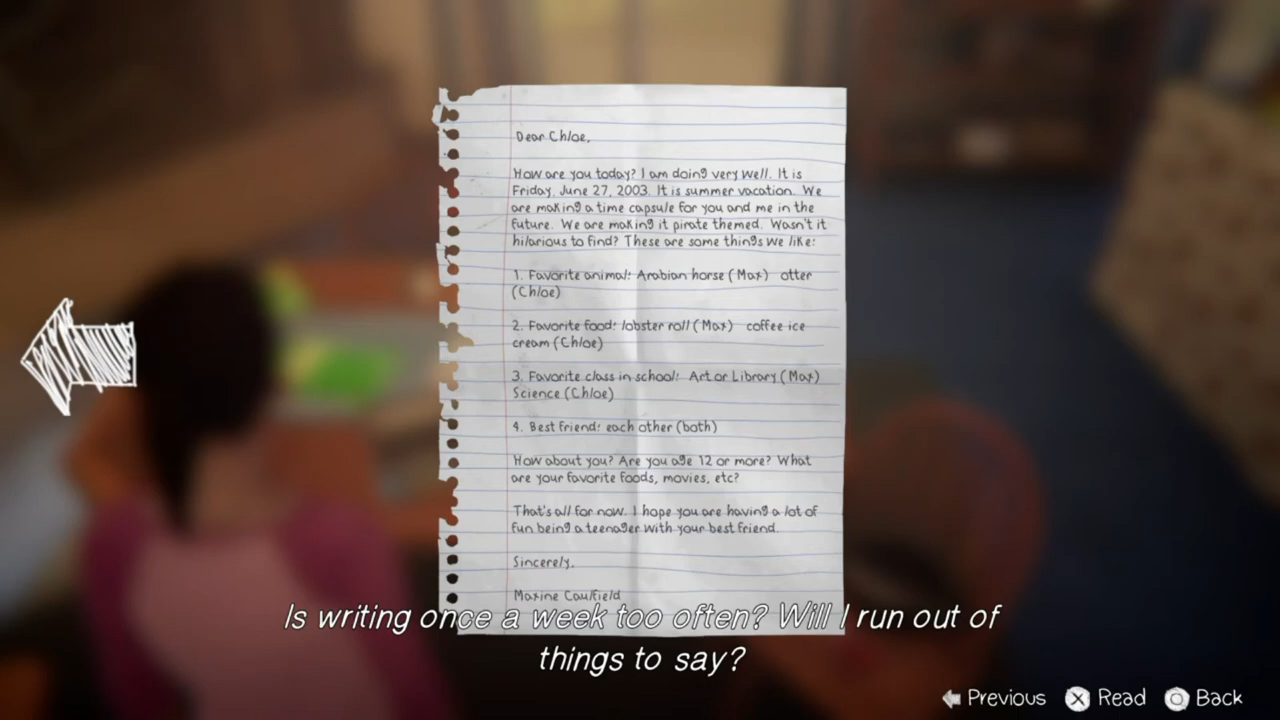 Dear Chloe,
How are you today? I am doing very well. It is
Friday, June 27, 2003. It is summer vacation. We
are making a time capsule for you and me in the
future. We are making it pirate themed. Wasn't it
hilarious to find? These are some things we like:
1. Favorite animal: Arabian horse (Max) otter
(Chloe)
2. Favorite food: lobster roll (Max) coffee ice
cream (Chloe)
3. Favorite class in school: Art or Library (Max)
Science (Chloe)
4. Best friend: each other (both)
How about you? Are you age 12 or more? What
are your favorite foods, movies, etc?
That's all for now. I hope you are having a lot of
fun being a teenager with your best friend.
Sincerely,
Maxine Caulfield
Is writing once a week too often? Will I run out of
things to say?
Previous Read Back